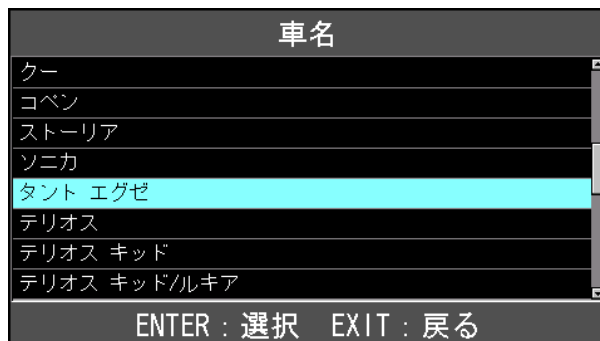 車名
クー
コペン
ストーリア
ソニカ
タント エグゼ
テリオス
テリオス キッド
テリオス キッド/ルキア
ENTER：選択　EXIT：戻る